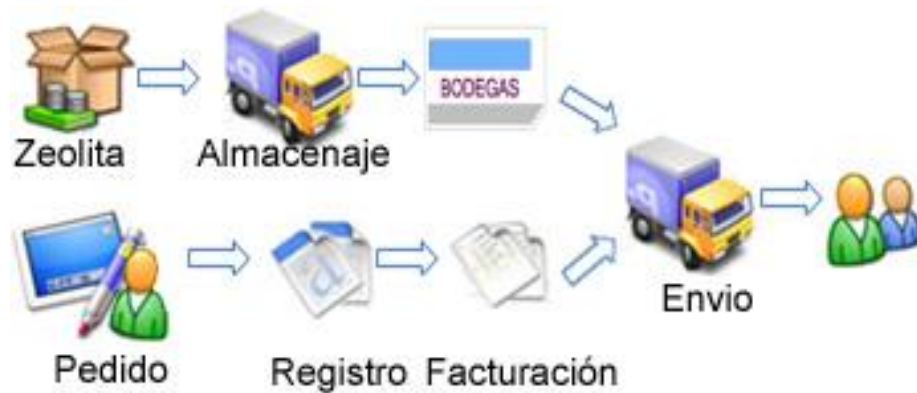 BODEGAS
Zeolita
Almacenaje
Envio
Pedido
Registro
Facturación